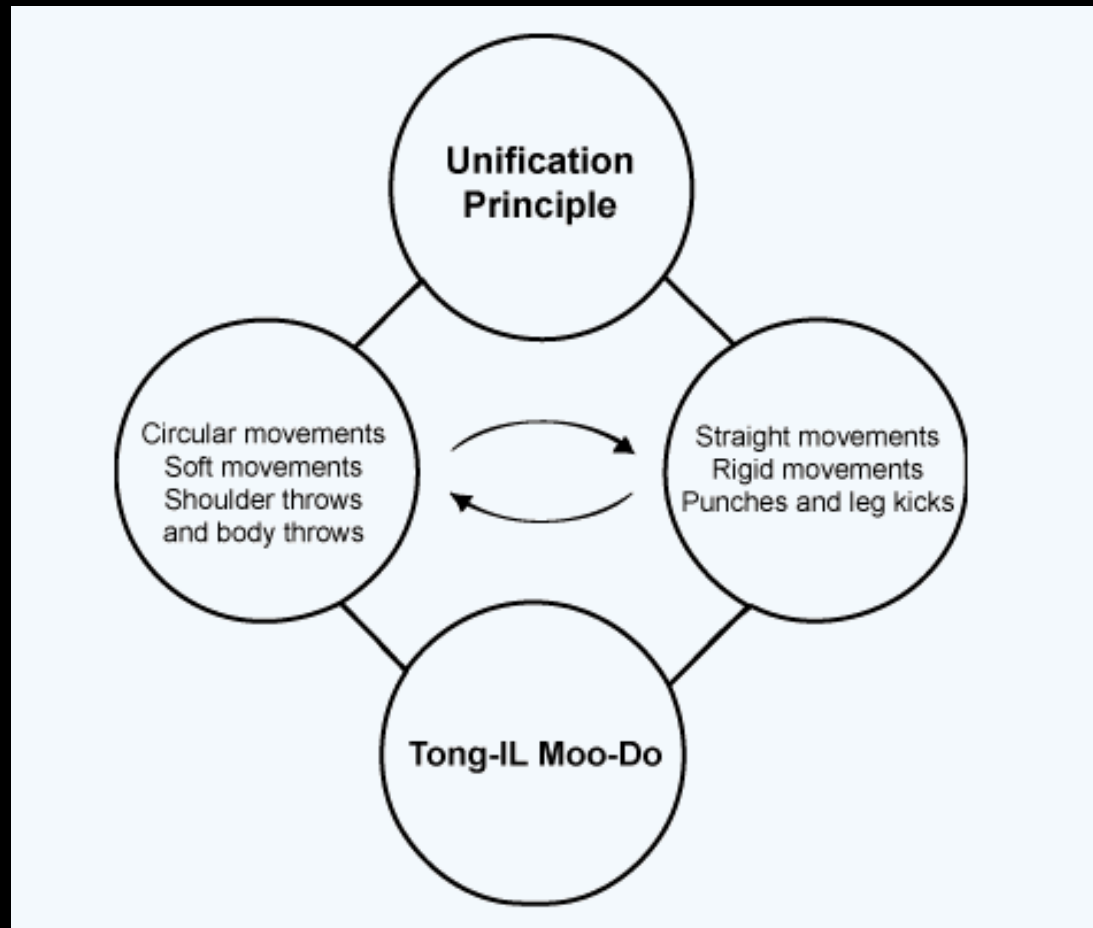 Unification
Principle
Circular movements
Soft movements
Shoulder throws
and body throws
Straight movements
Rigid movements
Punches and leg kicks
Tong-IL Moo-Do